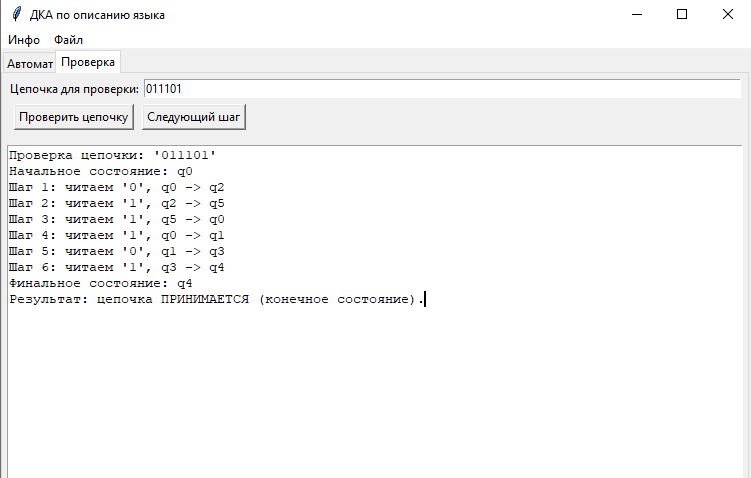 ДКА по описанию языка
Инфо Файл
Автомат Проверка
Цепочка для проверки: 011101
Проверить цепочку Следующий шаг
Проверка цепочки: '011101'
Начальное состояние: q0
Шаг 1: читаем '0', q0 -> q2
Шаг 2: читаем '1', q2 -> q5
Шаг 3: читаем '1', q5 -> q0
Шаг 4: читаем '1', q0 -> q1
Шаг 5: читаем '0', q1 -> q3
Шаг 6: читаем '1', q3 -> q4
Финальное состояние: q4
Результат: цепочка ПРИНИМАЕТСЯ (конечное состояние).